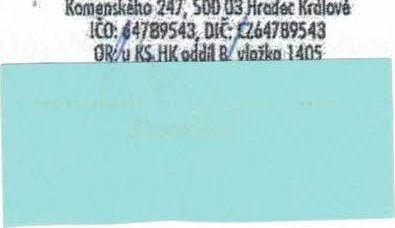 Komenského 247, 500 03 Hradec Králové
IČO: 64789543, DIČ: CZ64789543
OR: u KS HK oddíl B, vložka 1405